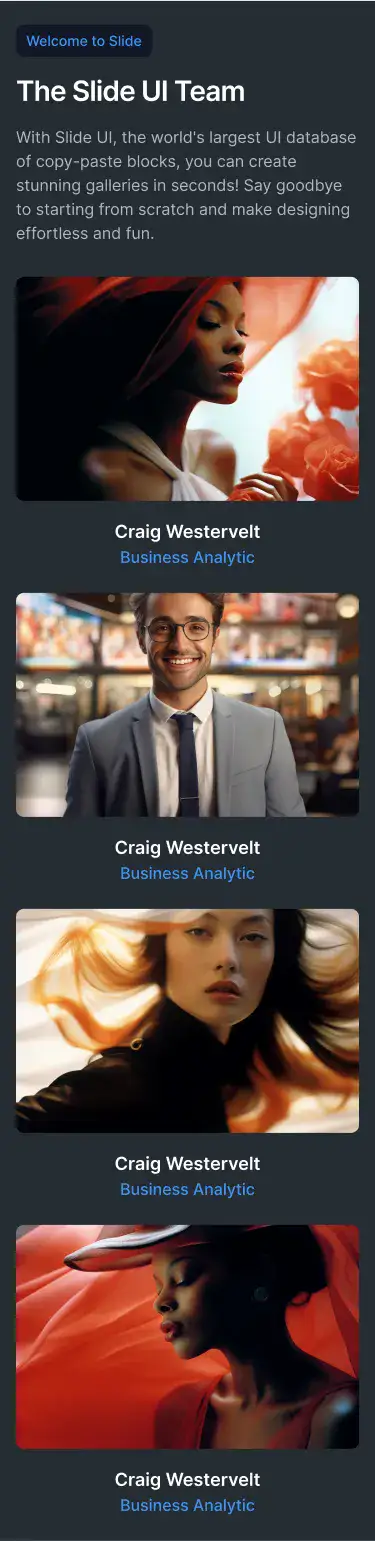 Welcome to Slide
The Slide UI Team
With Slide UI, the world's largest UI database
of copy-paste blocks, you can create
stunning galleries in seconds! Say goodbye
to starting from scratch and make designing
effortless and fun.
Craig Westervelt
Business Analytic
Craig Westervelt
Business Analytic
Craig Westervelt
Business Analytic
Craig Westervelt
Business Analytic